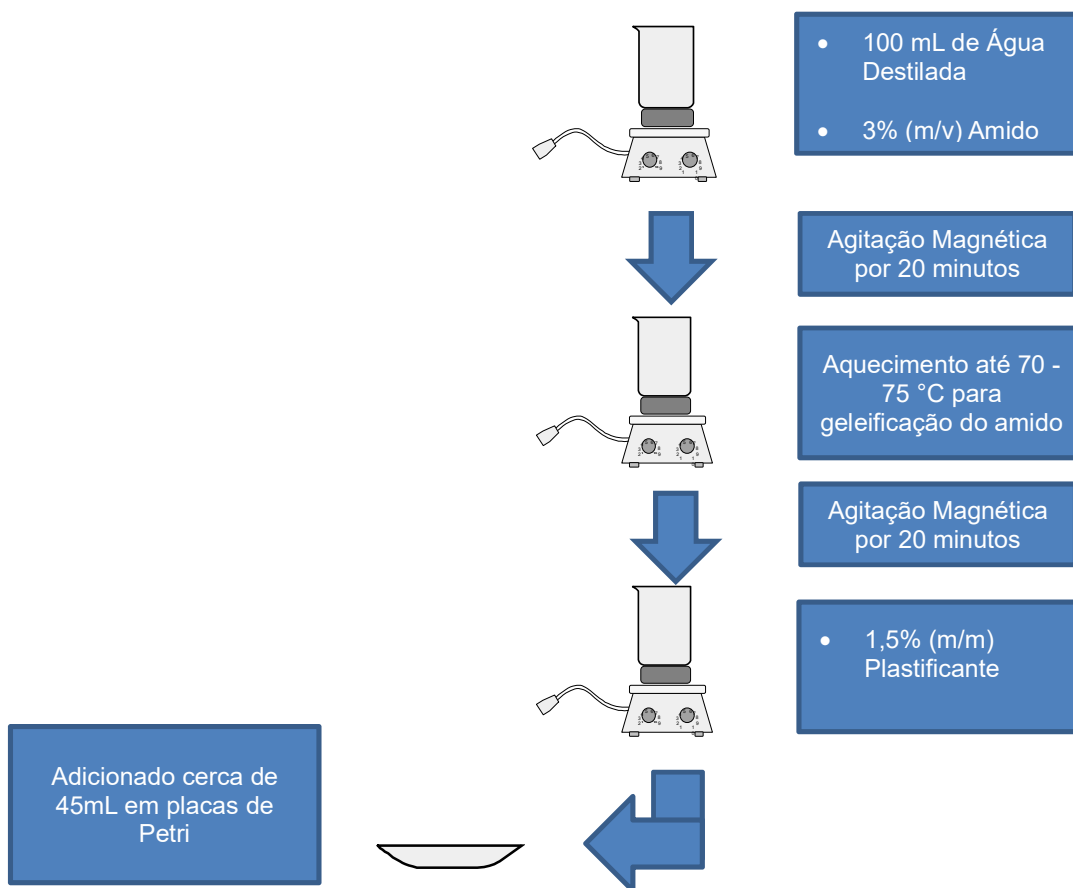 • 100 mL de Água
Destilada
• 3% (m/v) Amido
Agitação Magnética
por 20 minutos
Aquecimento até 70 -
75 °C para
geleificação do amido
Agitação Magnética
por 20 minutos
• 1,5% (m/m)
Plastificante
Adicionado cerca de
45mL em placas de
Petri